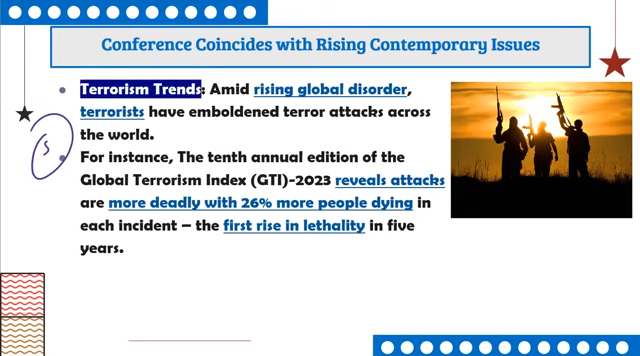 Conference Coincides with Rising Contemporary Issues
Terrorism Trends: Amid rising global disorder,
terrorists have emboldened terror attacks across
the world.
5
For instance, The tenth annual edition of the
Global Terrorism Index (GTI)-2023 reveals attacks
are more deadly with 26% more people dying in
each incident – the first rise in lethality in five
years.